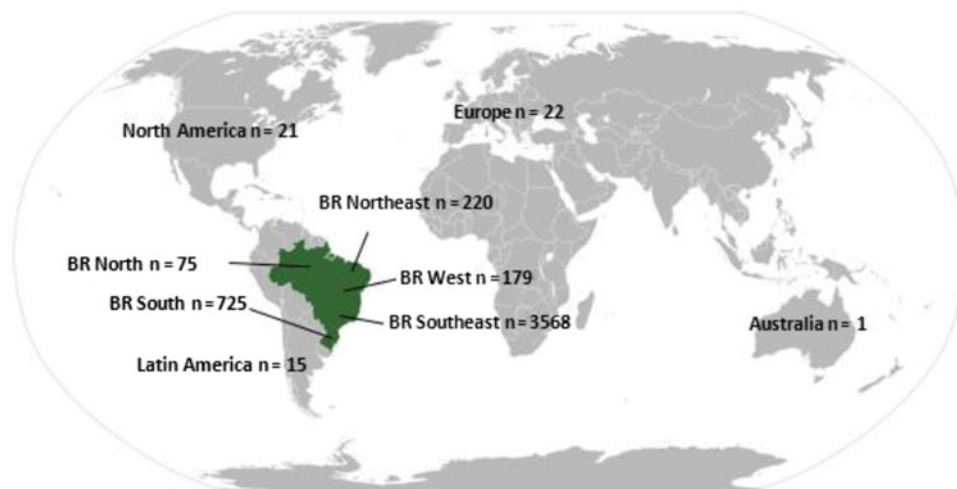 Europe n = 22
North America n = 21
BR Northeast n = 220
BR North n = 75
BR West n = 179
BR South n = 725
BR Southeast n = 3568
Australia n = 1
Latin America n = 15